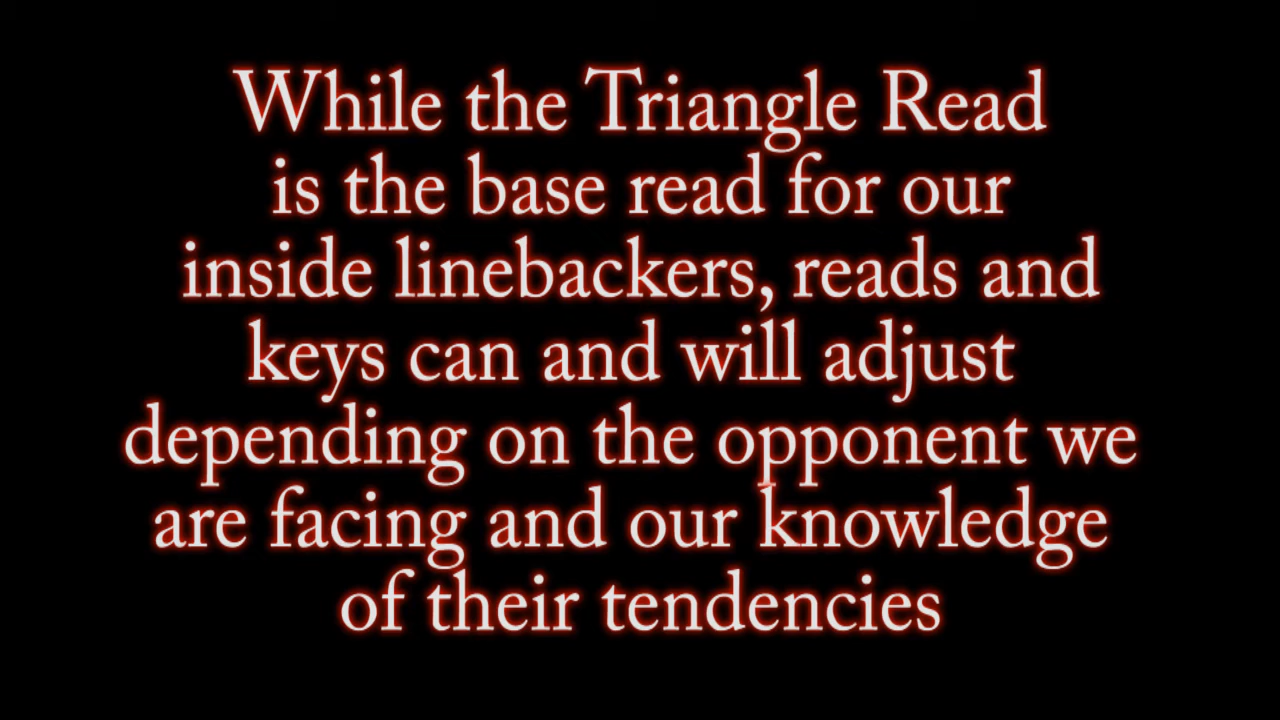 While the Triangle Read
is the base read for our
inside linebackers, reads and
keys can and will adjust
depending on the opponent we
are facing and our knowledge
of their tendencies